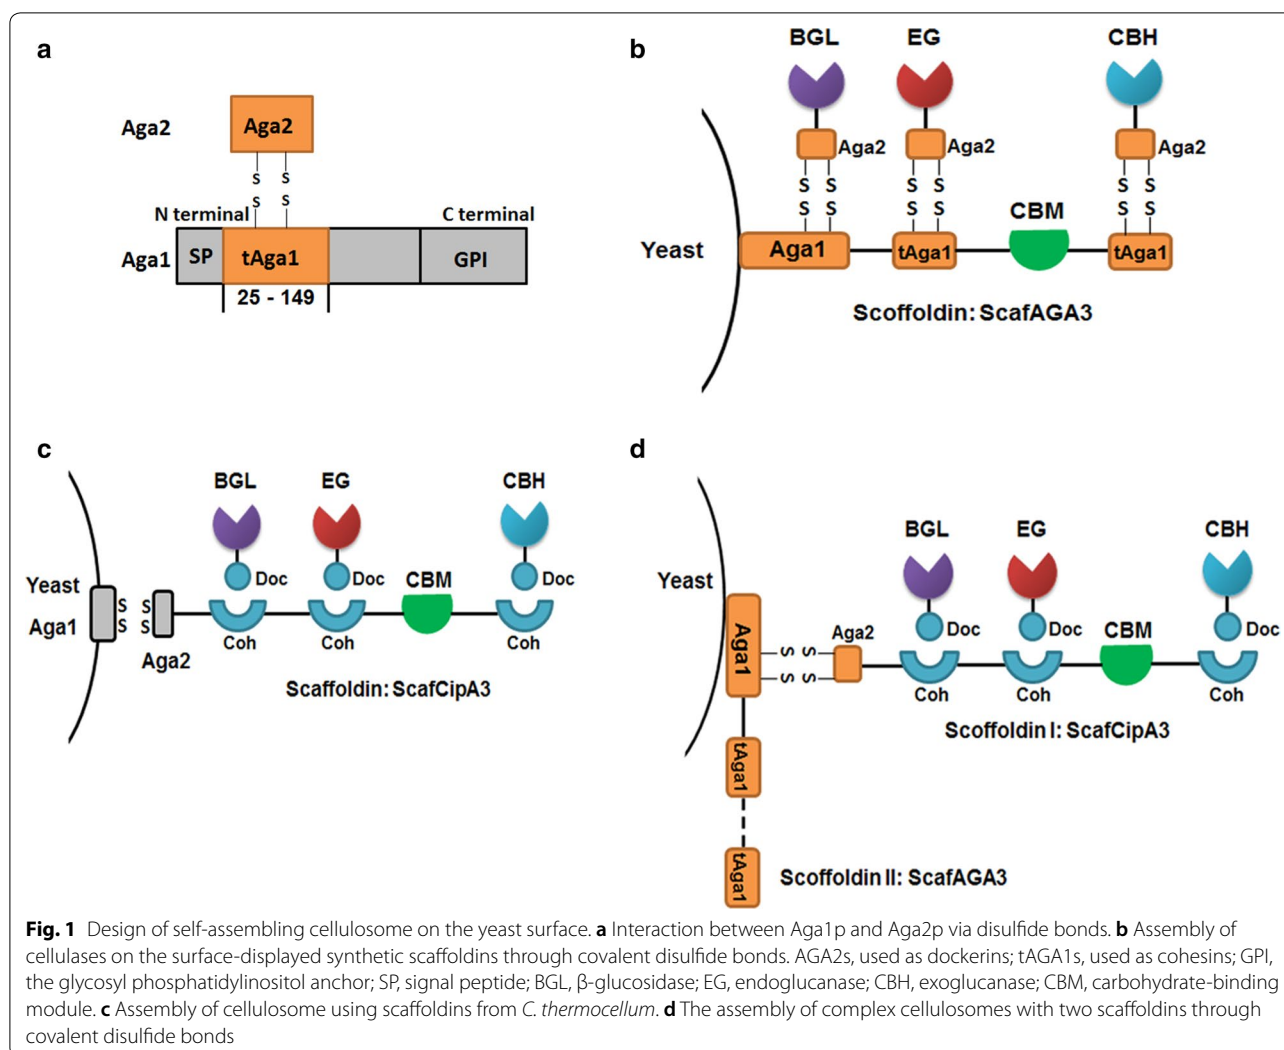 a
Aga2
Aga2
S S
S S
N terminal
C terminal
Aga1
SP
tAga1
GPI
25 - 149
b
BGL
EG
CBH
Aga2
Aga2
Aga2
S S
S S
S S
S S
S S
S S
CBM
Yeast
Aga1
tAga1
tAga1
Scoffoldin: ScafAGA3
c
BGL
EG
CBH
Doc
Doc
CBM
Doc
Yeast
Aga1
S S
S S
Aga2
Coh
Coh
Coh
Scaffoldin: ScafCipA3
d
BGL
EG
CBH
Yeast
Aga1
S S
S S
Aga2
Doc
Doc
CBM
Doc
Coh
Coh
Coh
Scoffoldin I: ScafCipA3
tAga1
tAga1
Scoffoldin II: ScafAGA3
Fig. 1 Design of self-assembling cellulosome on the yeast surface. a Interaction between Aga1p and Aga2p via disulfide bonds. b Assembly of
cellulases on the surface-displayed synthetic scaffoldins through covalent disulfide bonds. AGA2s, used as dockerins; tAGA1s, used as cohesins; GPI,
the glycosyl phosphatidylinositol anchor; SP, signal peptide; BGL, β-glucosidase; EG, endoglucanase; CBH, exoglucanase; CBM, carbohydrate-binding
module. c Assembly of cellulosome using scaffoldins from C. thermocellum. d The assembly of complex cellulosomes with two scaffoldins through
covalent disulfide bonds